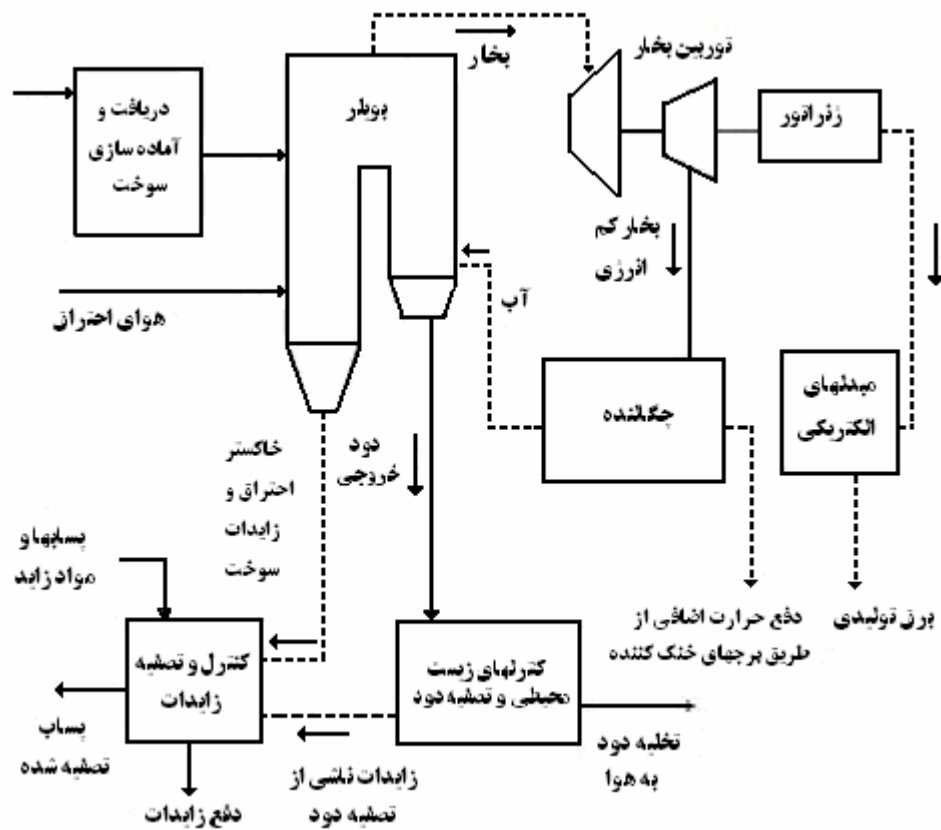 توربین بخار
بخار
دریافت و
آماده سازی
سوخت
بویلر
ژنراتور
بخار کم
انرژی
آب
هوای احتراق
چگالنده
مبدلهای
الکتریکی
خاکستر
احتراق و
زایدات
سوخت
دود
خروجی
پسابها و
مواد زاید
دفع حرارت اضافی از
طریق برجهای خنک کننده
برق تولیدی
کنترل و تصفیه
زایدات
کنترلهای زیست
محیطی و تصفیه دود
پساب
تصفیه شده
زایدات ناشی از
تصفیه دود
تخلیه دود
به هوا
دفع زایدات